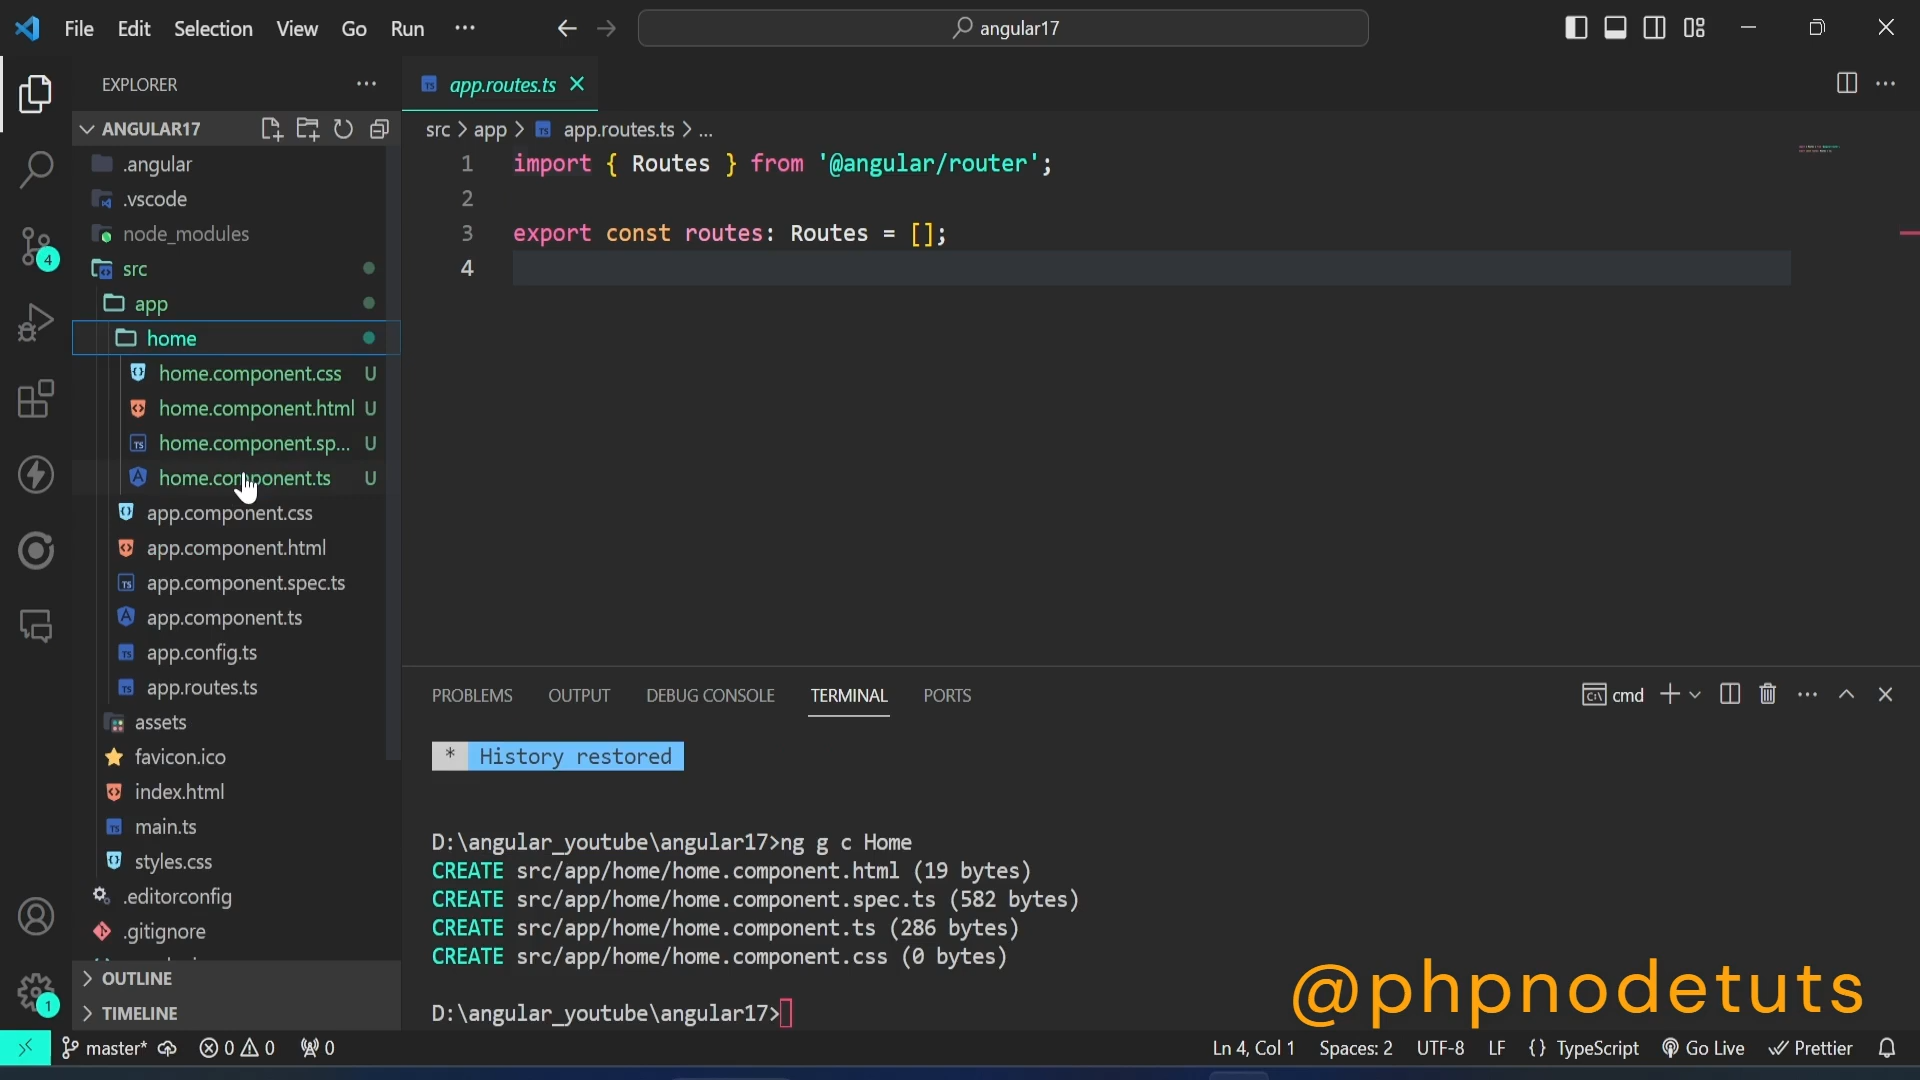 File Edit Selection View Go Run ...
angular17
EXPLORER
ANGULAR17
.angular
.vscode
node_modules
src
app
home
home.component.css U
home.component.html U
home.component.sp... U
home.component.ts U
app.component.css
app.component.html
app.component.spec.ts
app.component.ts
app.config.ts
app.routes.ts
assets
favicon.ico
index.html
main.ts
styles.css
.editorconfig
.gitignore
OUTLINE
TIMELINE
4
1
app.routes.ts
src > app > app.routes.ts > ...
1 import { Routes } from '@angular/router';
2
3 export const routes: Routes = [];
4
PROBLEMS OUTPUT DEBUG CONSOLE TERMINAL PORTS
cmd
* History restored
D:\angular_youtube\angular17>ng g c Home
CREATE src/app/home/home.component.html (19 bytes)
CREATE src/app/home/home.component.spec.ts (582 bytes)
CREATE src/app/home/home.component.ts (286 bytes)
CREATE src/app/home/home.component.css (0 bytes)
D:\angular_youtube\angular17>
@phpnodetuts
master* 0 0 0
Ln 4, Col 1 Spaces: 2 UTF-8 LF {} TypeScript Go Live Prettier